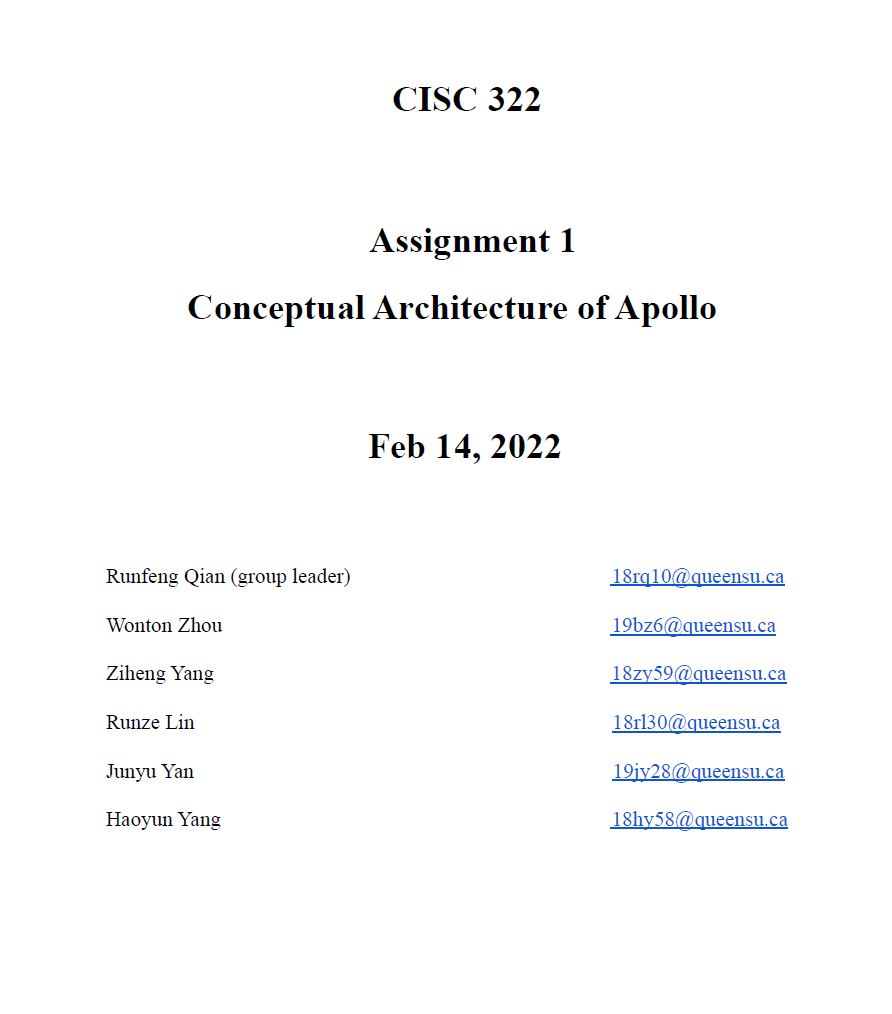 CISC 322
Assignment 1
Conceptual Architecture of Apollo
Feb 14, 2022
Runfeng Qian (group leader) 18rq10@queensu.ca
Wonton Zhou 19bz6@queensu.ca
Ziheng Yang 18zy59@queensu.ca
Runze Lin 18rl30@queensu.ca
Junyu Yan 19jy28@queensu.ca
Haoyun Yang 18hy58@queensu.ca